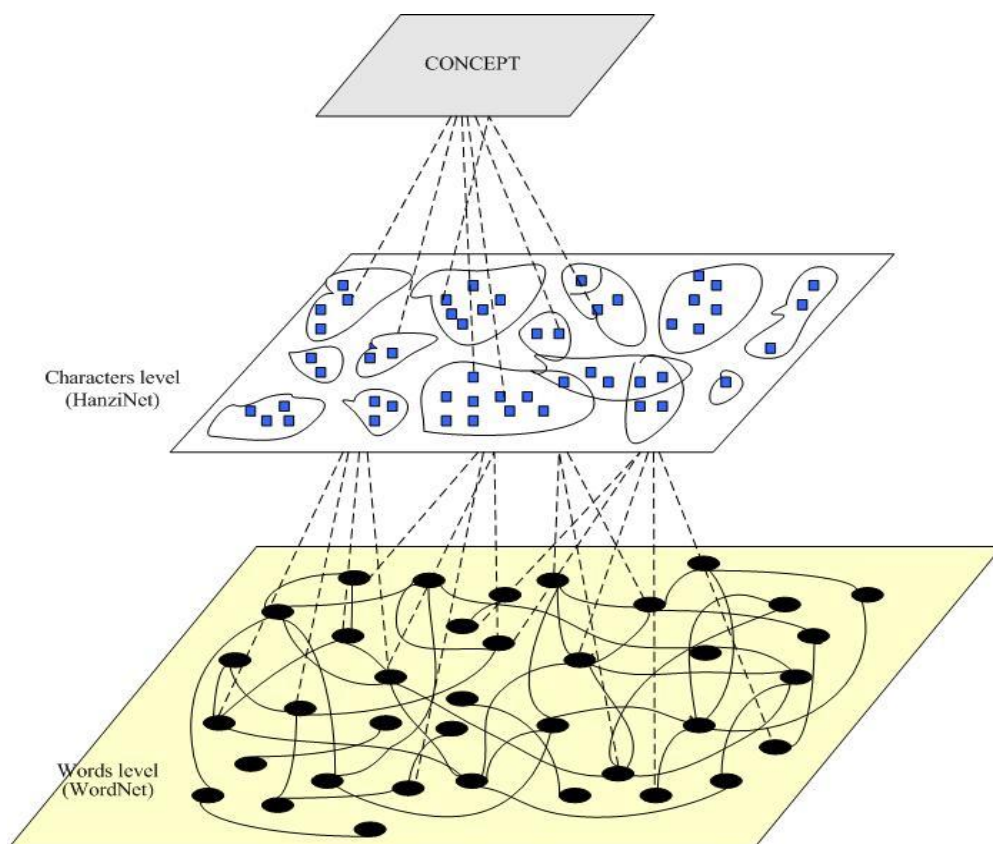 CONCEPT
Characters level
(HanziNet)
Words level
(WordNet)